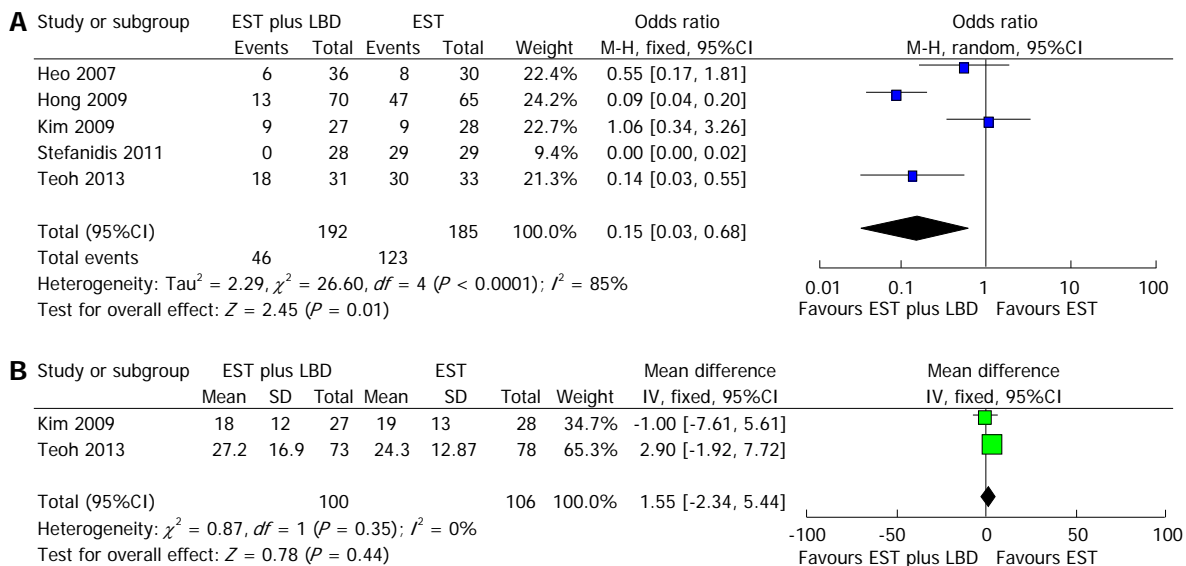 A Study or subgroup EST plus LBD EST Odds ratio Odds ratio
Events Total Events Total Weight M-H, fixed, 95%CI M-H, random, 95%CI
Heo 2007 6 36 8 30 22.4% 0.55 [0.17, 1.81]
Hong 2009 13 70 47 65 24.2% 0.09 [0.04, 0.20]
Kim 2009 9 27 9 28 22.7% 1.06 [0.34, 3.26]
Stefanidis 2011 0 28 29 29 9.4% 0.00 [0.00, 0.02]
Teoh 2013 18 31 30 33 21.3% 0.14 [0.03, 0.55]
Total (95%CI) 192 185 100.0% 0.15 [0.03, 0.68]
Total events 46 123
Heterogeneity: Tau² = 2.29, χ² = 26.60, df = 4 (P < 0.0001); I² = 85%
Test for overall effect: Z = 2.45 (P = 0.01)
0.01 0.1 1 10 100
Favours EST plus LBD Favours EST
B Study or subgroup EST plus LBD EST Mean difference Mean difference
Mean SD Total Mean SD Total Weight IV, fixed, 95%CI IV, fixed, 95%CI
Kim 2009 18 12 27 19 13 28 34.7% -1.00 [-7.61, 5.61]
Teoh 2013 27.2 16.9 73 24.3 12.87 78 65.3% 2.90 [-1.92, 7.72]
Total (95%CI) 100 106 100.0% 1.55 [-2.34, 5.44]
Heterogeneity: χ² = 0.87, df = 1 (P = 0.35); I² = 0%
Test for overall effect: Z = 0.78 (P = 0.44)
-100 -50 0 50 100
Favours EST plus LBD Favours EST